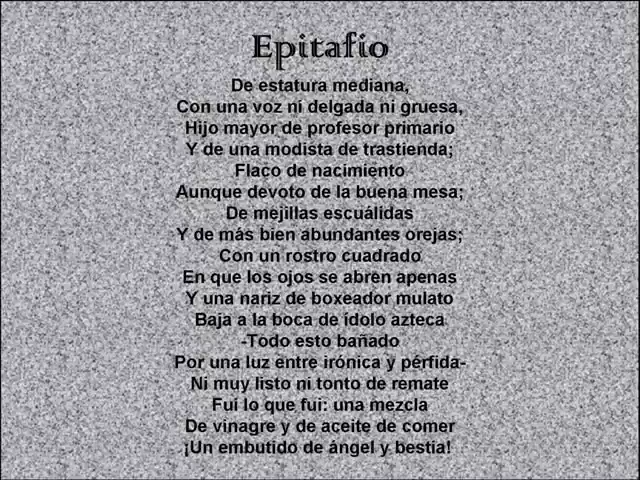 Epitafio
De estatura mediana,
Con una voz ni delgada ni gruesa,
Hijo mayor de profesor primario
Y de una modista de trastienda;
Flaco de nacimiento
Aunque devoto de la buena mesa;
De mejillas escuálidas
Y de más bien abundantes orejas;
Con un rostro cuadrado
En que los ojos se abren apenas
Y una nariz de boxeador mulato
Baja a la boca de ídolo azteca
-Todo esto bañado
Por una luz entre irónica y pérfida-
Ni muy listo ni tonto de remate
Fui lo que fui: una mezcla
De vinagre y de aceite de comer
¡Un embutido de ángel y bestia!